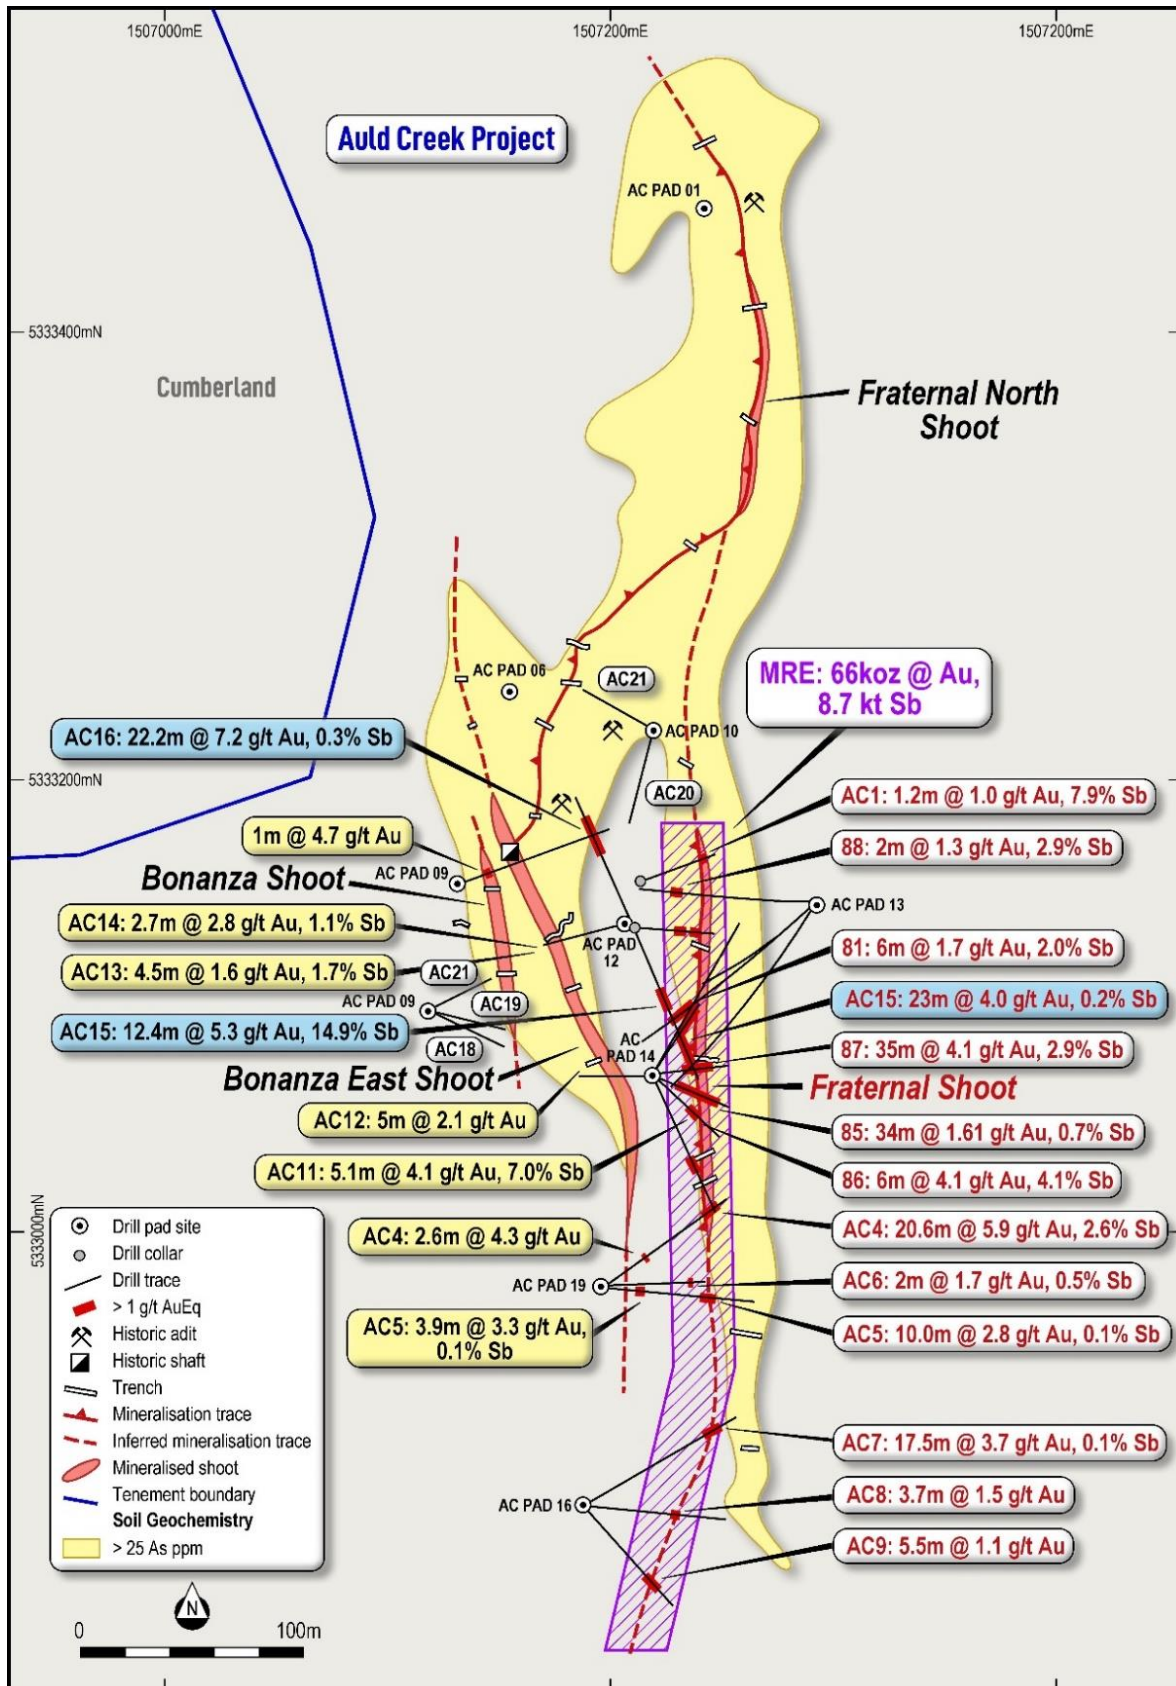 1507000mE
1507200mE
1507200mE
Auld Creek Project
AC PAD 01
5333400mN
Cumberland
Fraternal North
Shoot
AC PAD 06
AC21
MRE: 66koz @ Au,
8.7 kt Sb
AC16: 22.2m @ 7.2 g/t Au, 0.3% Sb
AC PAD 10
5333200mN
AC20
AC1: 1.2m @ 1.0 g/t Au, 7.9% Sb
1m @ 4.7 g/t Au
88: 2m @ 1.3 g/t Au, 2.9% Sb
AC PAD 09
Bonanza Shoot
AC PAD 13
AC14: 2.7m @ 2.8 g/t Au, 1.1% Sb
AC PAD
12
81: 6m @ 1.7 g/t Au, 2.0% Sb
AC13: 4.5m @ 1.6 g/t Au, 1.7% Sb
AC21
AC PAD 09
AC19
AC15: 23m @ 4.0 g/t Au, 0.2% Sb
AC15: 12.4m @ 5.3 g/t Au, 14.9% Sb
AC
PAD 14
AC18
87: 35m @ 4.1 g/t Au, 2.9% Sb
Bonanza East Shoot
Fraternal Shoot
AC12: 5m @ 2.1 g/t Au
85: 34m @ 1.61 g/t Au, 0.7% Sb
AC11: 5.1m @ 4.1 g/t Au, 7.0% Sb
86: 6m @ 4.1 g/t Au, 4.1% Sb
5333000mN
AC4: 2.6m @ 4.3 g/t Au
AC4: 20.6m @ 5.9 g/t Au, 2.6% Sb
AC PAD 19
AC6: 2m @ 1.7 g/t Au, 0.5% Sb
AC5: 3.9m @ 3.3 g/t Au,
0.1% Sb
AC5: 10.0m @ 2.8 g/t Au, 0.1% Sb
AC7: 17.5m @ 3.7 g/t Au, 0.1% Sb
AC PAD 16
AC8: 3.7m @ 1.5 g/t Au
AC9: 5.5m @ 1.1 g/t Au
Drill pad site
Drill collar
Drill trace
> 1 g/t AuEq
Historic adit
Historic shaft
Trench
Mineralisation trace
Inferred mineralisation trace
Mineralised shoot
Tenement boundary
Soil Geochemistry
> 25 As ppm
N
0
100m